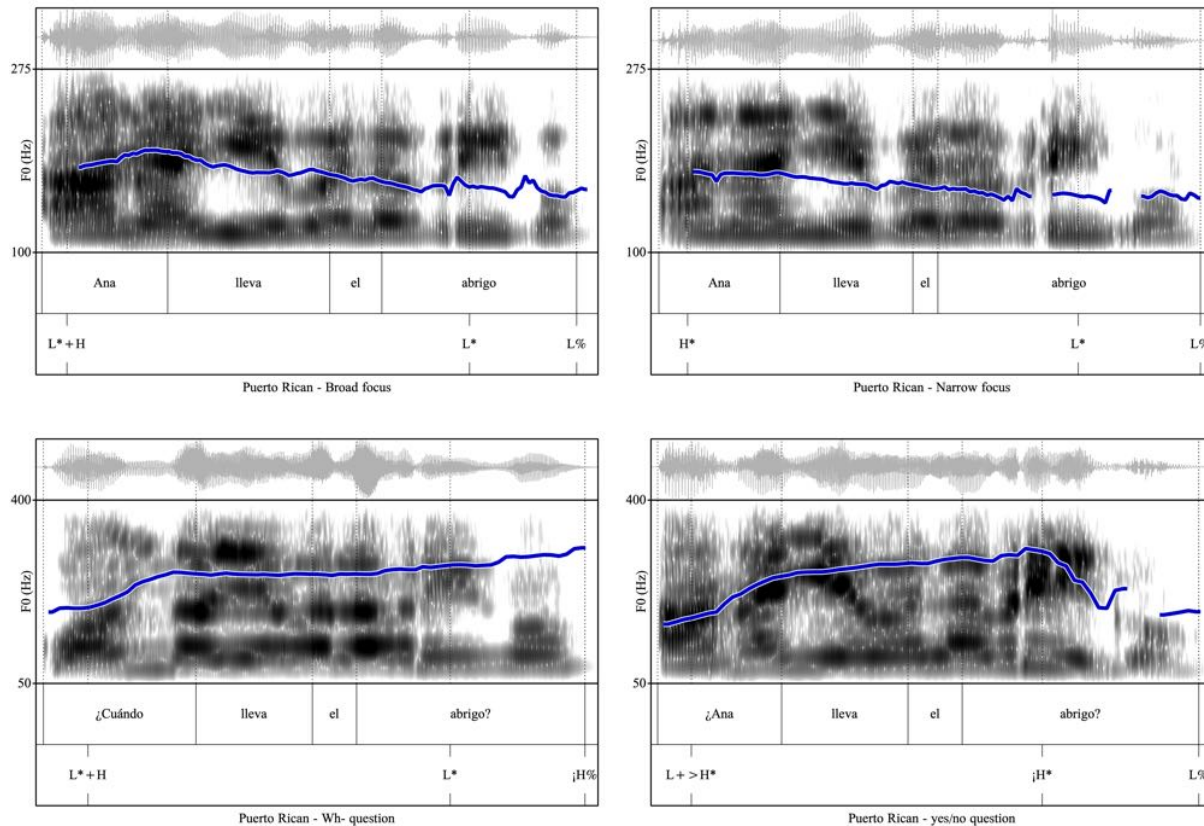 275
F0 (Hz)
100
Ana lleva el abrigo
L*+H L* L%
Puerto Rican - Broad focus
275
F0 (Hz)
100
Ana lleva el abrigo
H* L* L%
Puerto Rican - Narrow focus
400
F0 (Hz)
50
¿Cuándo lleva el abrigo?
L*+H L* ¡H%
Puerto Rican - Wh- question
400
F0 (Hz)
50
¿Ana lleva el abrigo?
L+>H* ¡H* L%
Puerto Rican - yes/no question